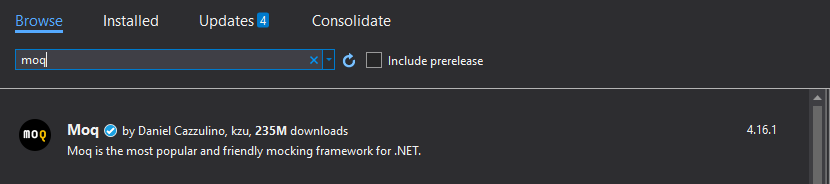 Browse Installed Updates 4 Consolidate
moq Include prerelease
moq Moq by Daniel Cazzulino, kzu, 235M downloads 4.16.1
Moq is the most popular and friendly mocking framework for .NET.